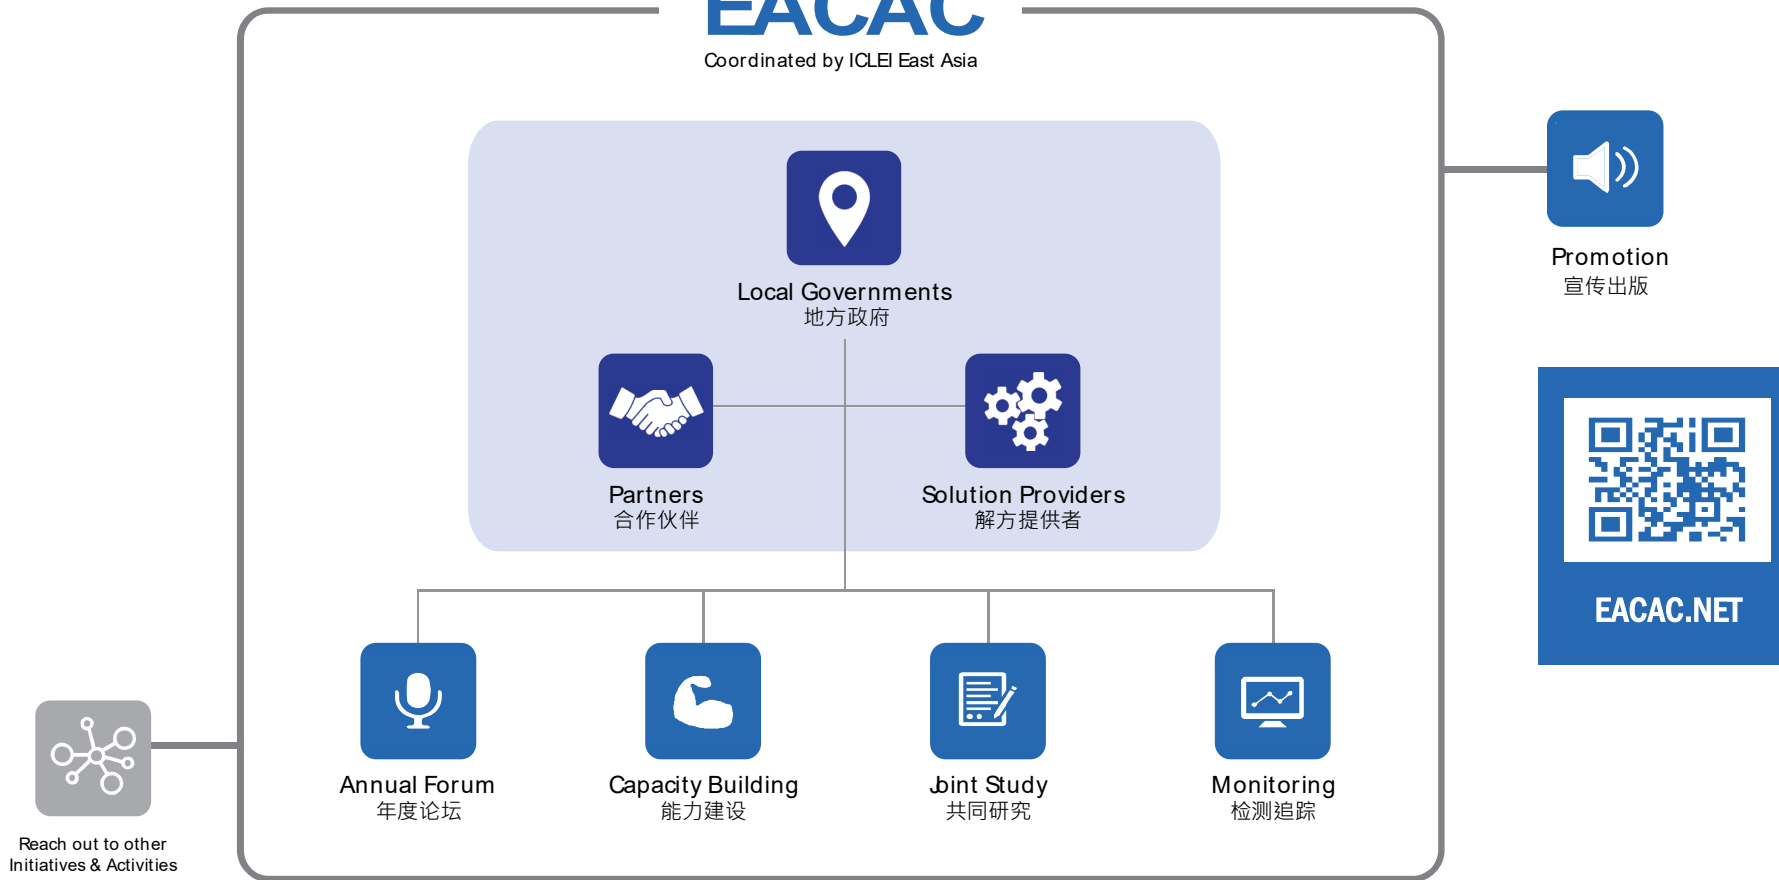 EACAC
Coordinated by ICLEI East Asia
Local Governments
地方政府
Partners
合作伙伴
Solution Providers
解方提供者
Annual Forum
年度论坛
Capacity Building
能力建设
Joint Study
共同研究
Monitoring
检测追踪
Promotion
宣传出版
EACAC.NET
Reach out to other
Initiatives & Activities